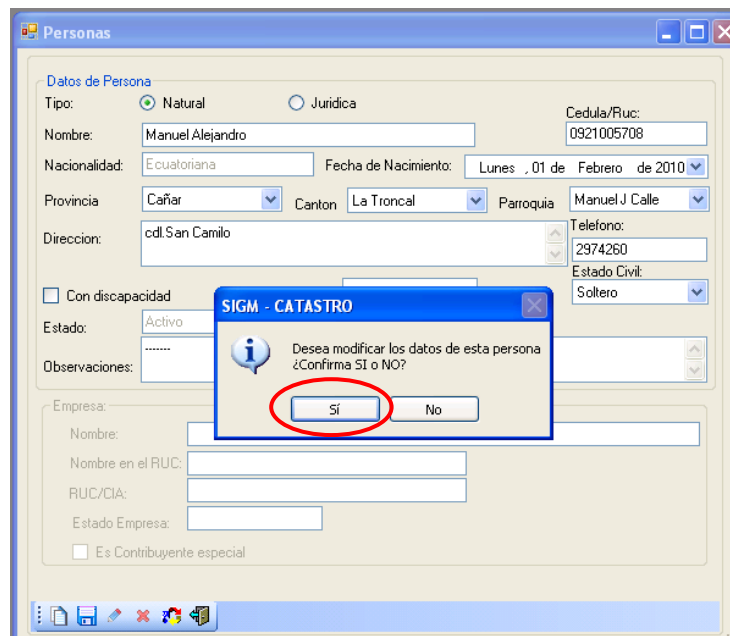 Personas
Datos de Persona
Tipo: Natural Juridica
Cedula/Ruc:
Nombre: Manuel Alejandro 0921005708
Nacionalidad: Ecuatoriana Fecha de Nacimiento: Lunes , 01 de Febrero de 2010
Provincia Cañar Canton La Troncal Parroquia Manuel J Calle
Direccion: cdl.San Camilo
Telefono:
2974260
Estado Civil:
Con discapacidad Soltero
Estado: Activo
Observaciones: -------
SIGM - CATASTRO
Desea modificar los datos de esta persona
¿Confirma SI o NO?
Sí No
Empresa:
Nombre:
Nombre en el RUC:
RUC/CIA:
Estado Empresa:
Es Contribuyente especial